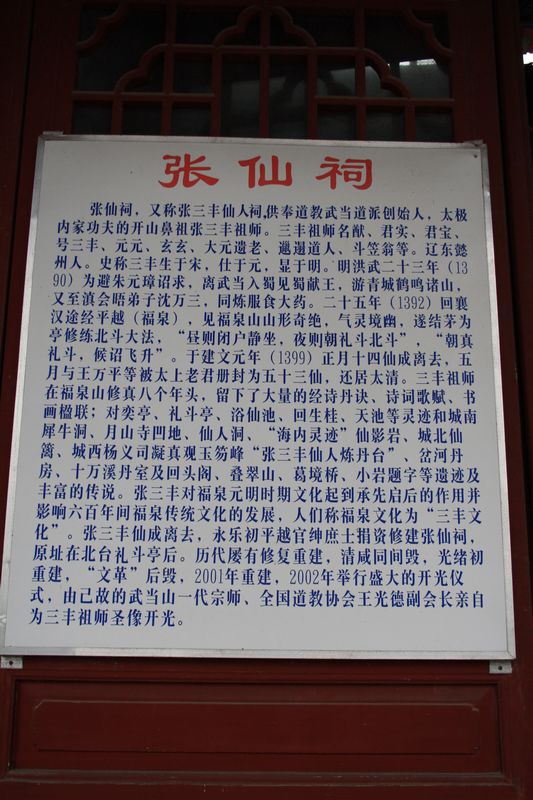 张仙祠
张仙祠，又称张三丰仙人祠,供奉道教武当道派创始人，太极
内家功夫的开山鼻祖张三丰祖师。三丰祖师名猷、君实、君宝、
号三丰、元元、玄玄、大元遗老、邋遢道人、斗笠翁等。辽东懿
州人。史称三丰生于宋，仕于元，显于明。明洪武二十三年（13
90）为避朱元璋诏求，离武当入蜀见蜀献王，游青城鹤鸣诸山，
又至滇会晤弟子沈万三，同炼服食大药。二十五年（1392）回襄
汉途经平越（福泉），见福泉山山形奇绝，气灵境幽，遂结茅为
亭修练北斗大法，“昼则闭户静坐，夜则朝礼斗北斗”，“朝真
礼斗，候诏飞升”。于建文元年（1399）正月十四仙成离去，五
月与王万平等被太上老君册封为五十三仙，还居太清。三丰祖师
在福泉山修真八个年头，留下了大量的经诗丹诀、诗词歌赋、书
画楹联；对奕亭、礼斗亭、浴仙池、回生桂、天池等灵迹和城南
犀牛洞、月山寺凹地、仙人洞、“海内灵迹”仙影岩、城北仙
篱、城西杨义司凝真观玉笏峰“张三丰仙人炼丹台”、岔河丹
房、十万溪丹室及回头阁、叠翠山、葛境桥、小岩题字等遗迹及
丰富的传说。张三丰对福泉元明时期文化起到承先启后的作用并
影响六百年间福泉传统文化的发展，人们称福泉文化为“三丰文
化”。张三丰仙成离去，永乐初平越官绅庶士捐资修建张仙祠，
原址在北台礼斗亭后。历代屡有修复重建，清咸同间毁，光绪初
重建，“文革”后毁，2001年重建，2002年举行盛大的开光仪
式，由已故的武当山一代宗师、全国道教协会王光德副会长亲自
为三丰祖师圣像开光。